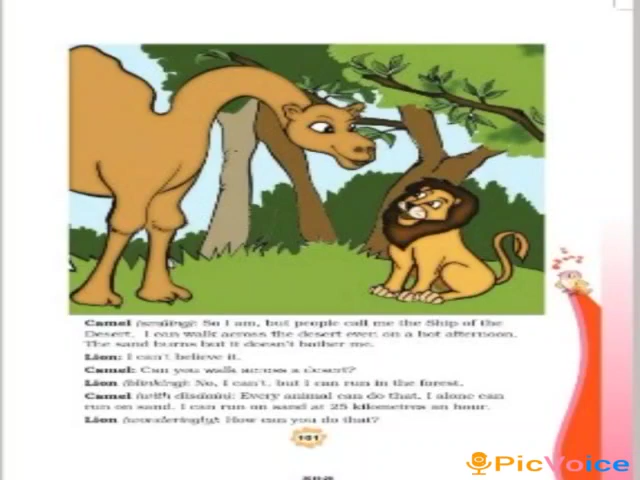 Camel (smiling): So I am, but people call me the Ship of the
Desert. I can walk across the desert even on a hot afternoon.
The sand burns but it doesn't bother me.
Lion: I can't believe it.
Camel: Can you walk across a desert?
Lion (blinking): No, I can't, but I can run in the forest.
Camel (with disdain): Every animal can do that. I alone can
run on sand. I can run on sand at 25 kilometres an hour.
Lion (wonderingly): How can you do that?
161
PicVoice